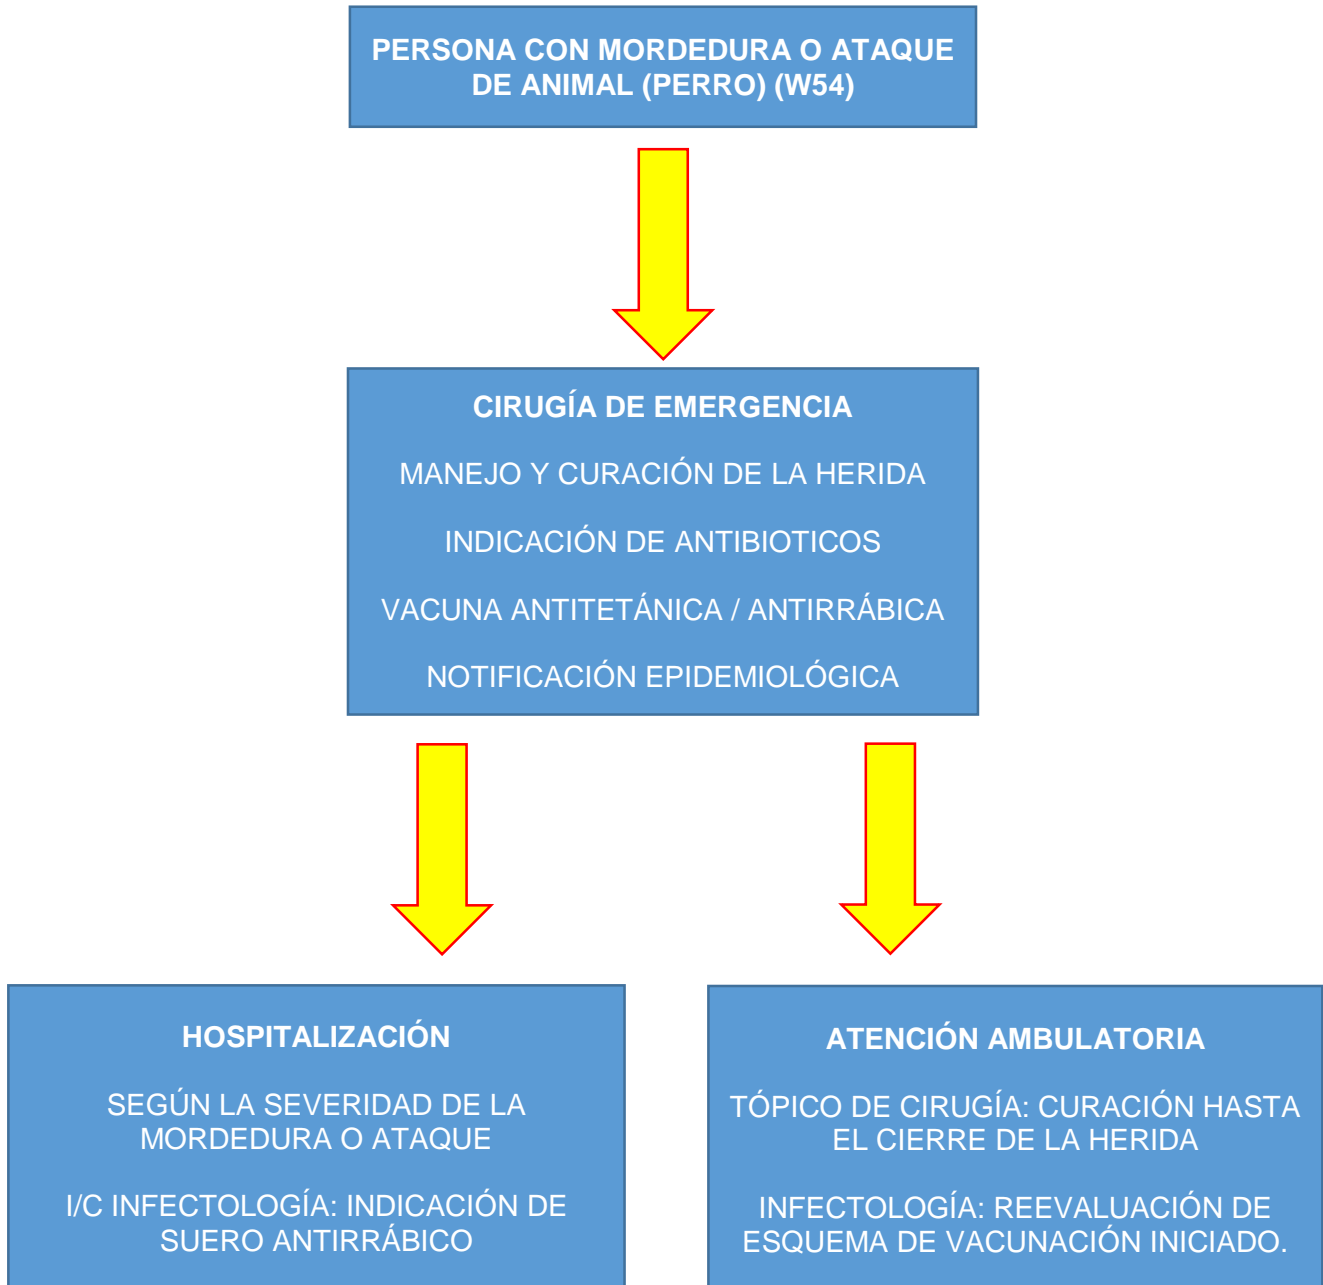 PERSONA CON MORDEDURA O ATAQUE
DE ANIMAL (PERRO) (W54)
CIRUGÍA DE EMERGENCIA
MANEJO Y CURACIÓN DE LA HERIDA
INDICACIÓN DE ANTIBIOTICOS
VACUNA ANTITETÁNICA / ANTIRRÁBICA
NOTIFICACIÓN EPIDEMIOLÓGICA
HOSPITALIZACIÓN
SEGÚN LA SEVERIDAD DE LA
MORDEDURA O ATAQUE
I/C INFECTOLOGÍA: INDICACIÓN DE
SUERO ANTIRRÁBICO
ATENCIÓN AMBULATORIA
TÓPICO DE CIRUGÍA: CURACIÓN HASTA
EL CIERRE DE LA HERIDA
INFECTOLOGÍA: REEVALUACIÓN DE
ESQUEMA DE VACUNACIÓN INICIADO.